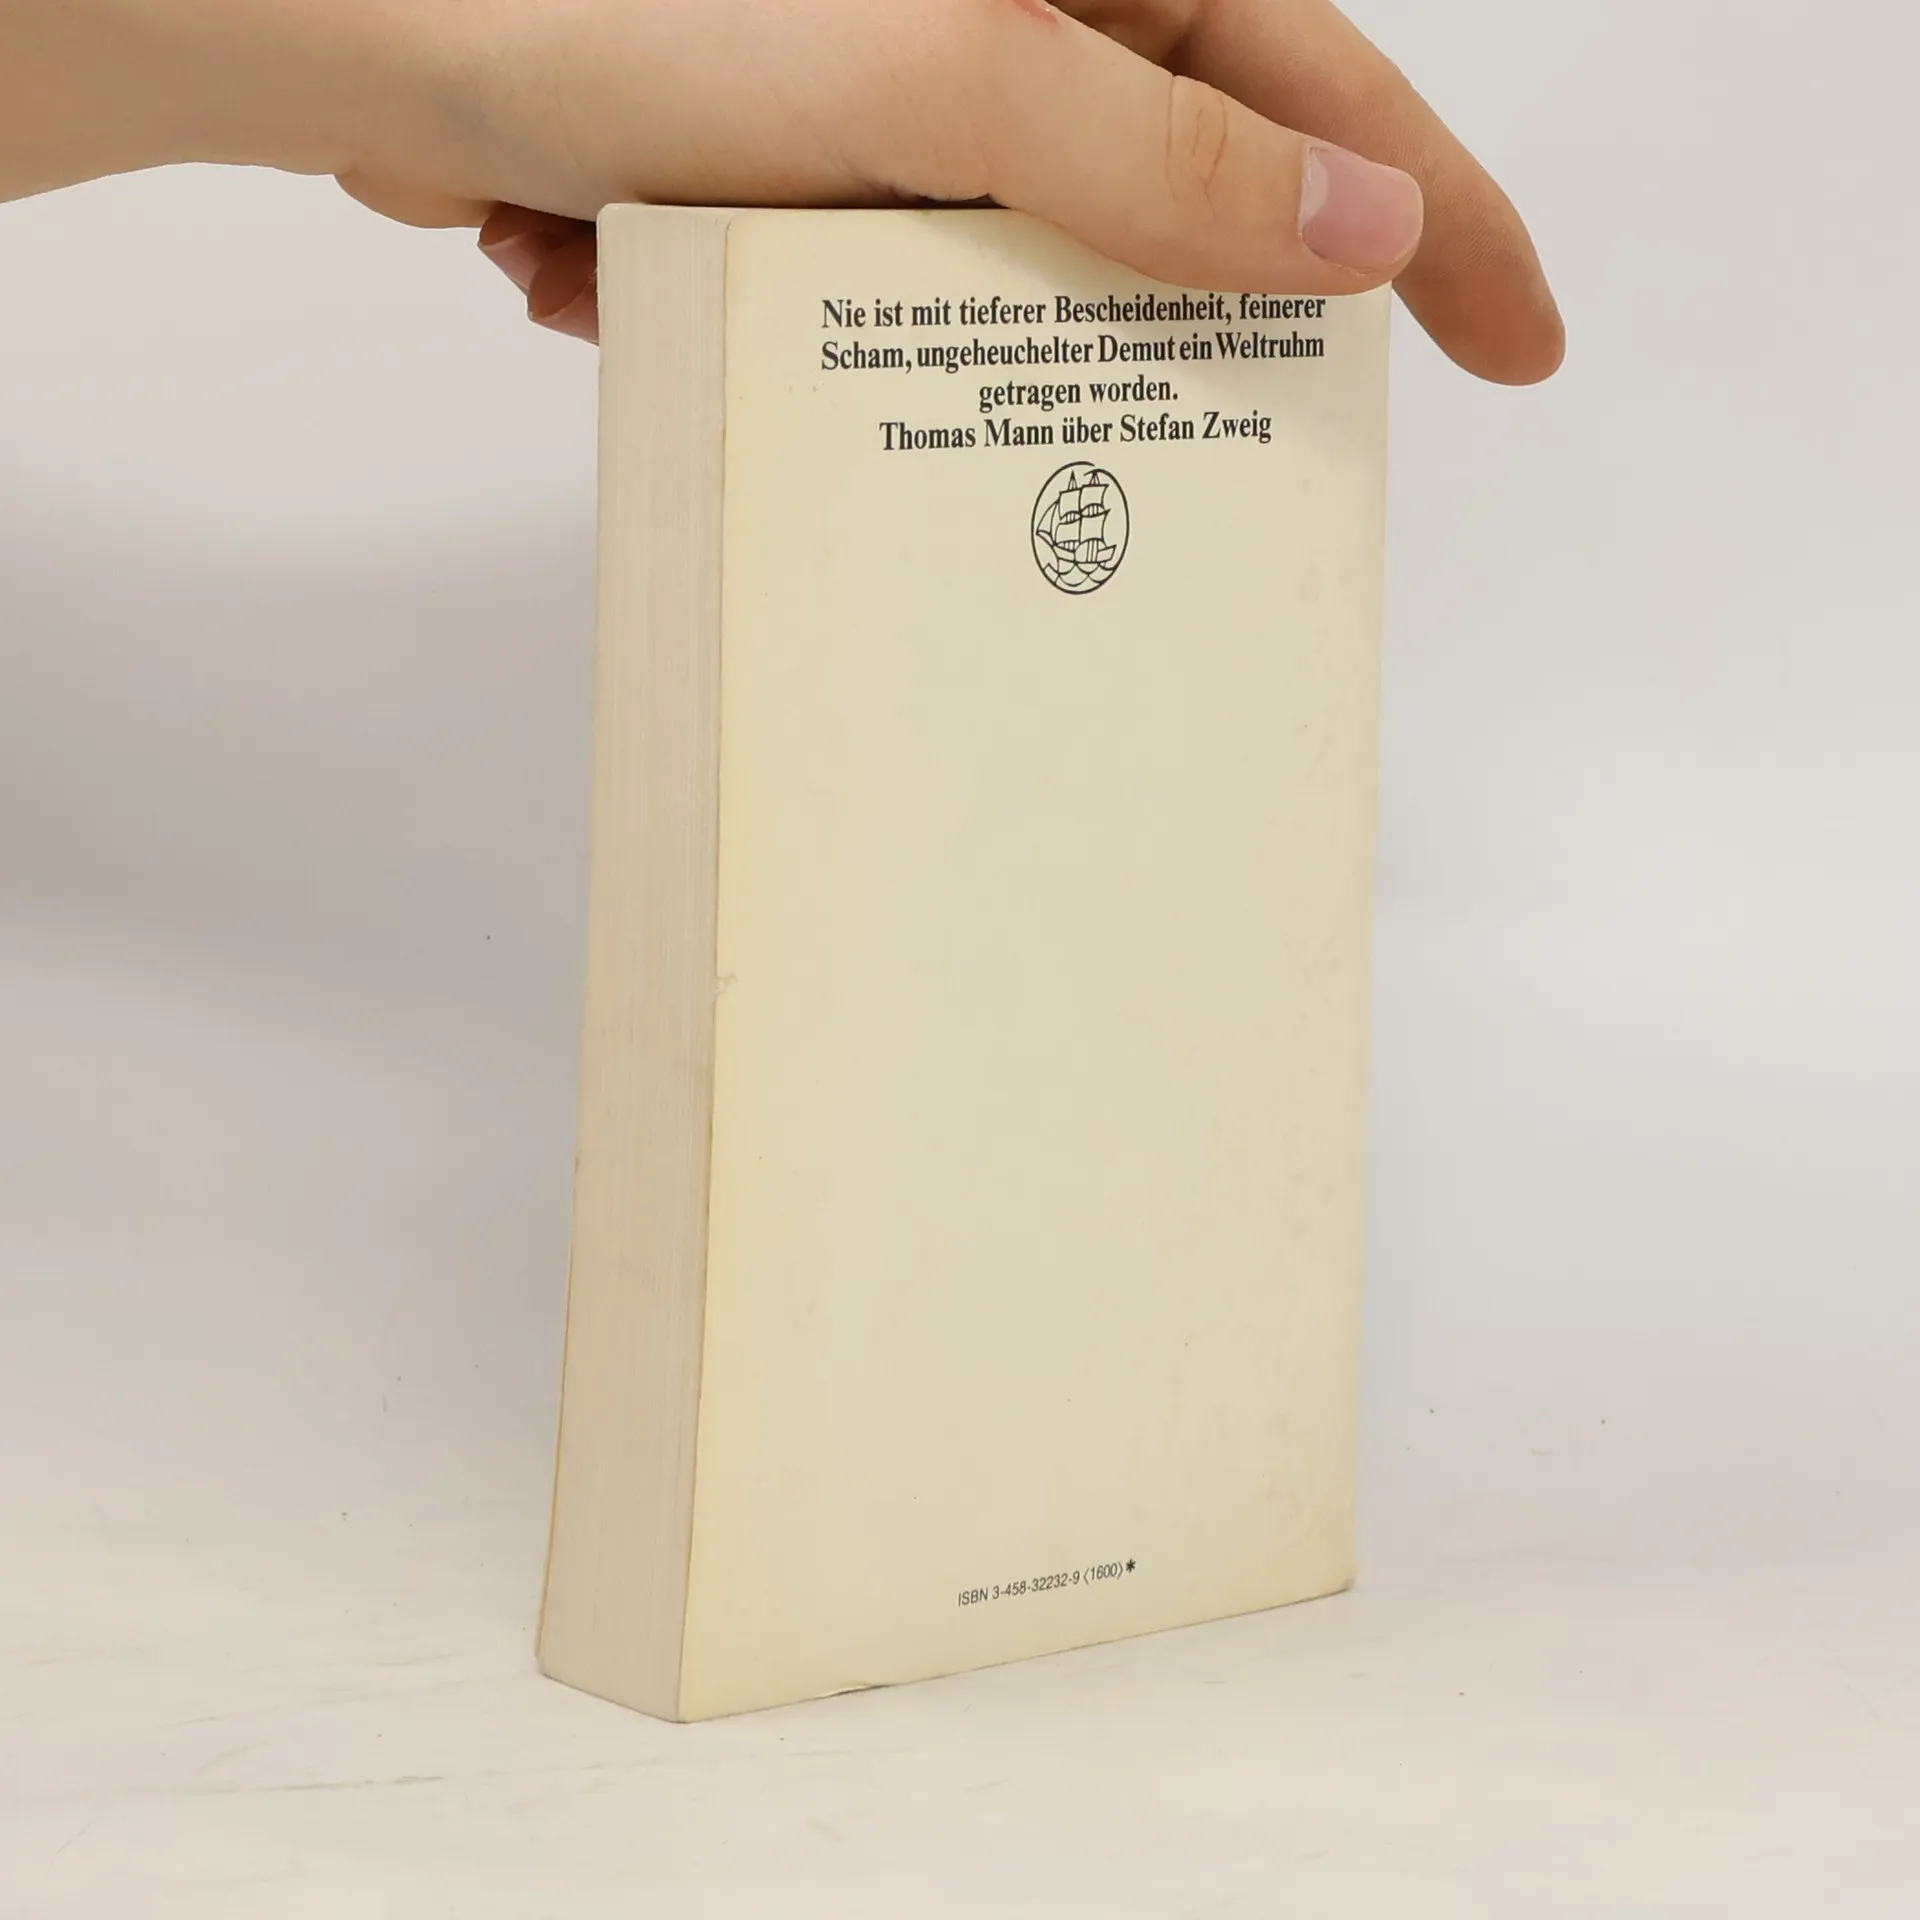 Nie ist mit tieferer Bescheidenheit, feinerer
Scham, ungeheuchelter Demut ein Weltruhm
getragen worden.
Thomas Mann über Stefan Zweig
ISBN 3-458-32232-9 ⟨1600⟩ *